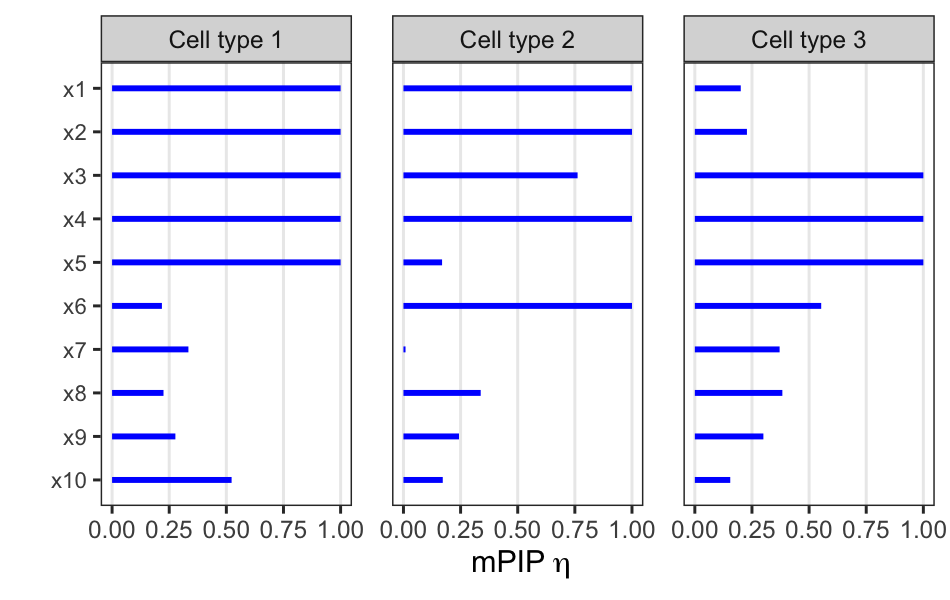 Cell type 1 Cell type 2 Cell type 3
x1
x2
x3
x4
x5
x6
x7
x8
x9
x10
0.00 0.25 0.50 0.75 1.00 0.00 0.25 0.50 0.75 1.00 0.00 0.25 0.50 0.75 1.00
mPIP η